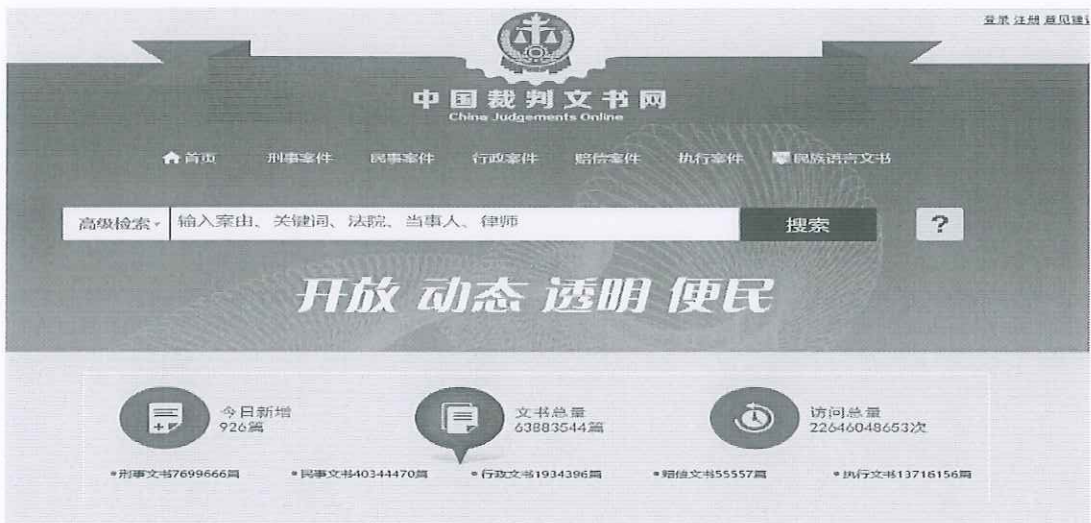 登录 注册 意见建
中国裁判文书网
China Judgements Online
首页 刑事案件 民事案件 行政案件 赔偿案件 执行案件 民族语言文书
高级检索 输入案由、关键词、法院、当事人、律师 搜索 ?
开放 动态 透明 便民
今日新增
926篇
文书总量
63883544篇
访问总量
22646048653次
•刑事文书7699666篇 •民事文书40344470篇 •行政文书1934396篇 •赔偿文书55557篇 •执行文书13716156篇